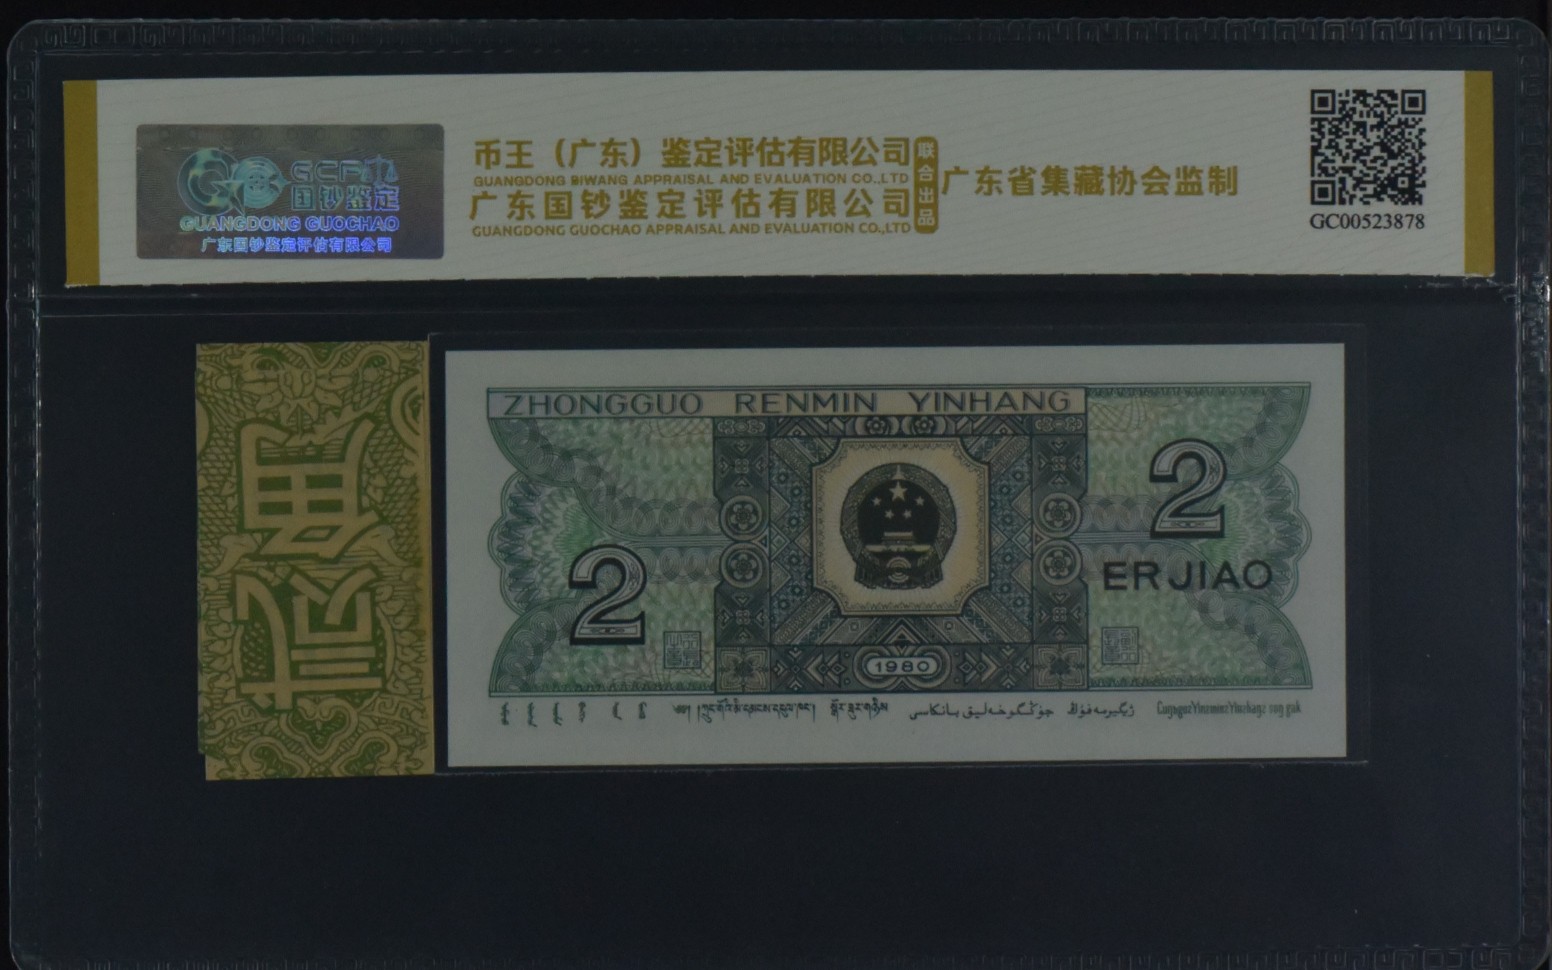 GCPA
国钞鉴定
GUANGDONG GUOCHAO
广东国钞鉴定评估有限公司
币王（广东）鉴定评估有限公司
GUANGDONG BIWANG APPRAISAL AND EVALUATION CO.,LTD
广东国钞鉴定评估有限公司
GUANGDONG GUOCHAO APPRAISAL AND EVALUATION CO.,LTD
联合出品
广东省集藏协会监制
GC00523878
ZHONGGUO RENMIN YINHANG
2
2
ERJIAO
1980
جۇڭگو خەلىق بانكاسى